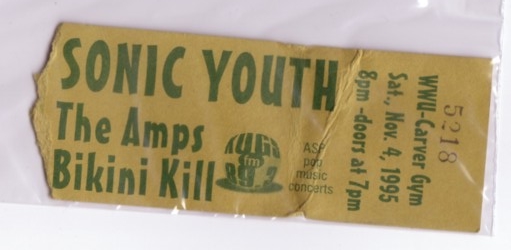 SONIC YOUTH
The Amps
Bikini Kill
KUGS
fm
89.3
ASP
pop
music
concerts
WWU-Carver Gym
Sat., Nov. 4, 1995
8pm-doors at 7pm
5218